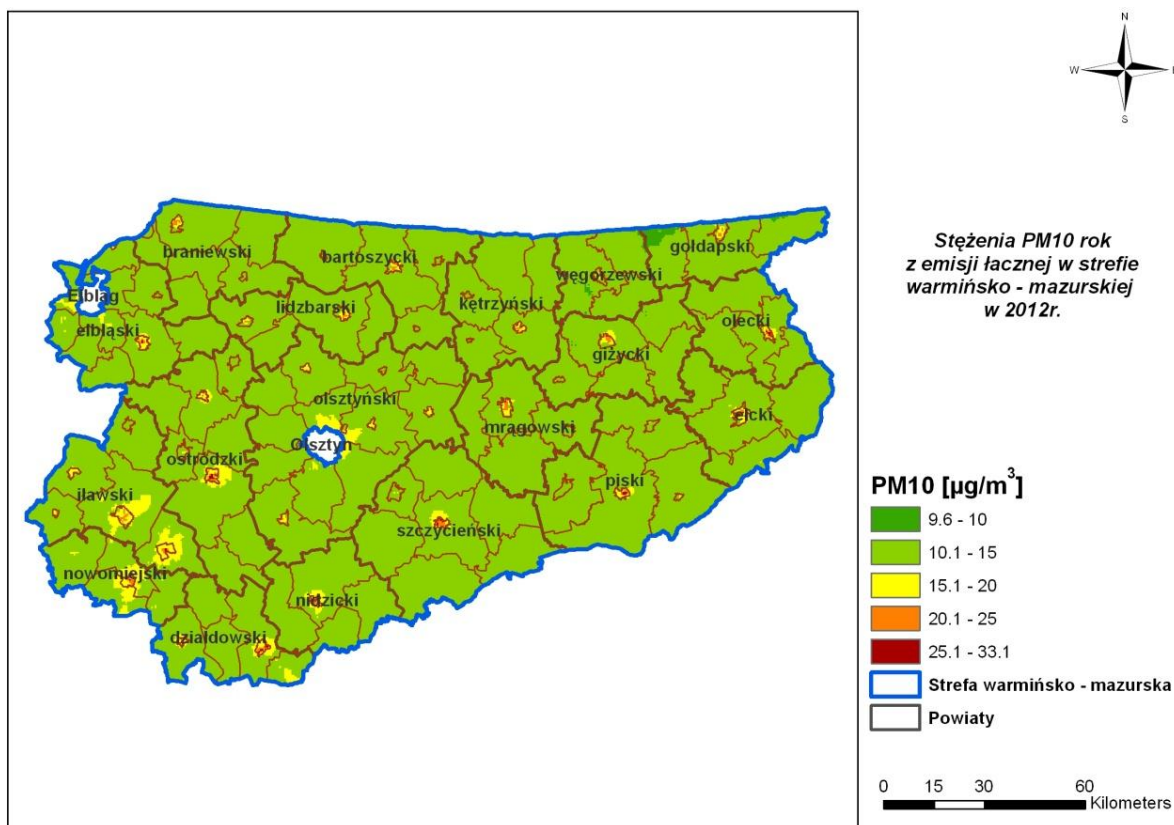 N
W
S
Stężenia PM10 rok
z emisji łacznej w strefie
warmińsko - mazurskiej
w 2012r.
braniewski
bartoszycki
gołdapski
węgorzewski
Elbląg
elbląski
lidzbarski
kętrzyński
olecki
giżycki
olsztyński
mrągowski
ełcki
Olsztyn
ostródzki
iławski
piski
szczycieński
nowomiejski
nidzicki
działdowski
PM10 [µg/m³]
9.6 - 10
10.1 - 15
15.1 - 20
20.1 - 25
25.1 - 33.1
Strefa warmińsko - mazurska
Powiaty
0 15 30 60
Kilometers